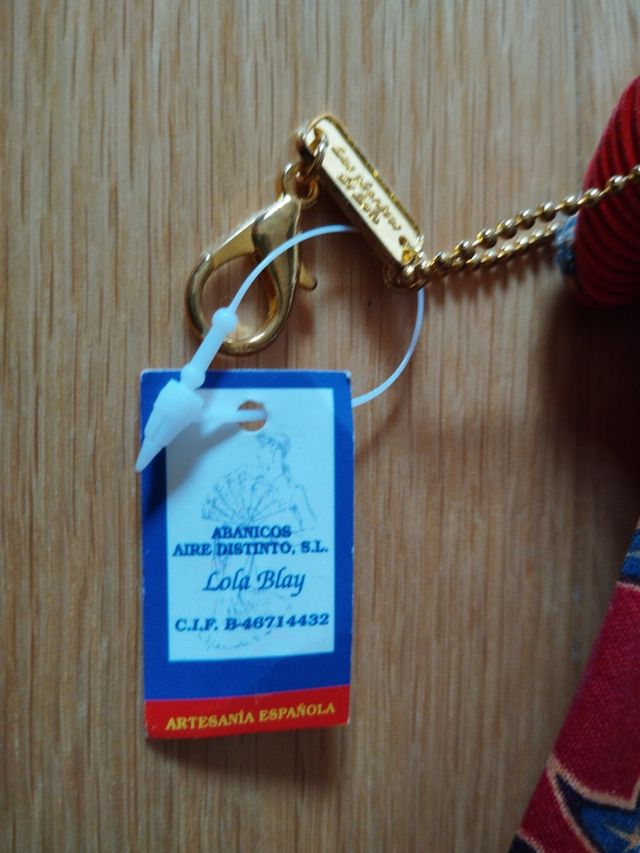 ABANICOS
AIRE DISTINTO, S.L.
Lola Blay
C.I.F. B-46714432
ARTESANÍA ESPAÑOLA